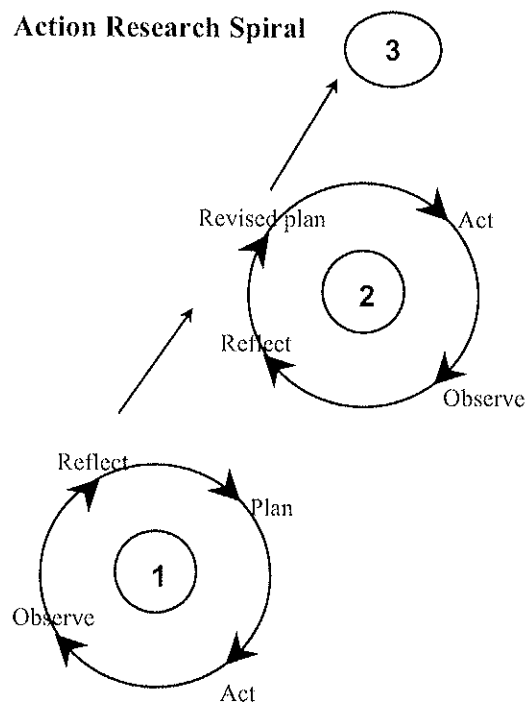 Action Research Spiral
3
Revised plan
Act
2
Reflect
Observe
Reflect
Plan
1
Observe
Act